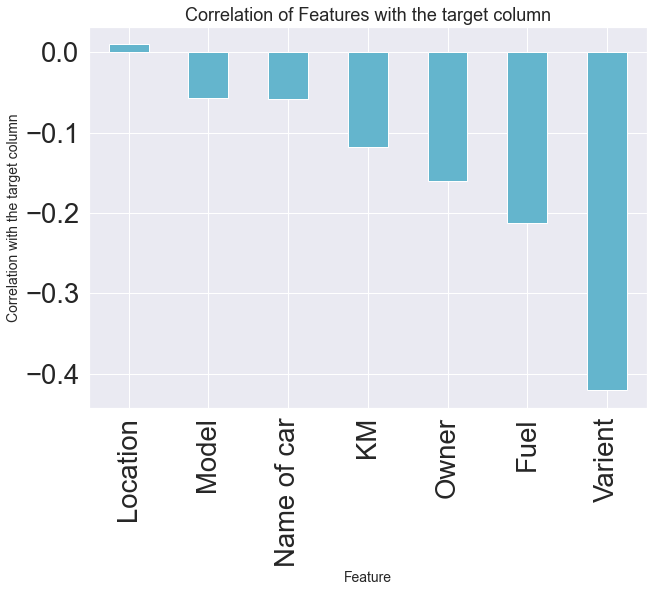 Correlation of Features with the target column
Correlation with the target column
0.0
−0.1
−0.2
−0.3
−0.4
Location
Model
Name of car
KM
Owner
Fuel
Varient
Feature